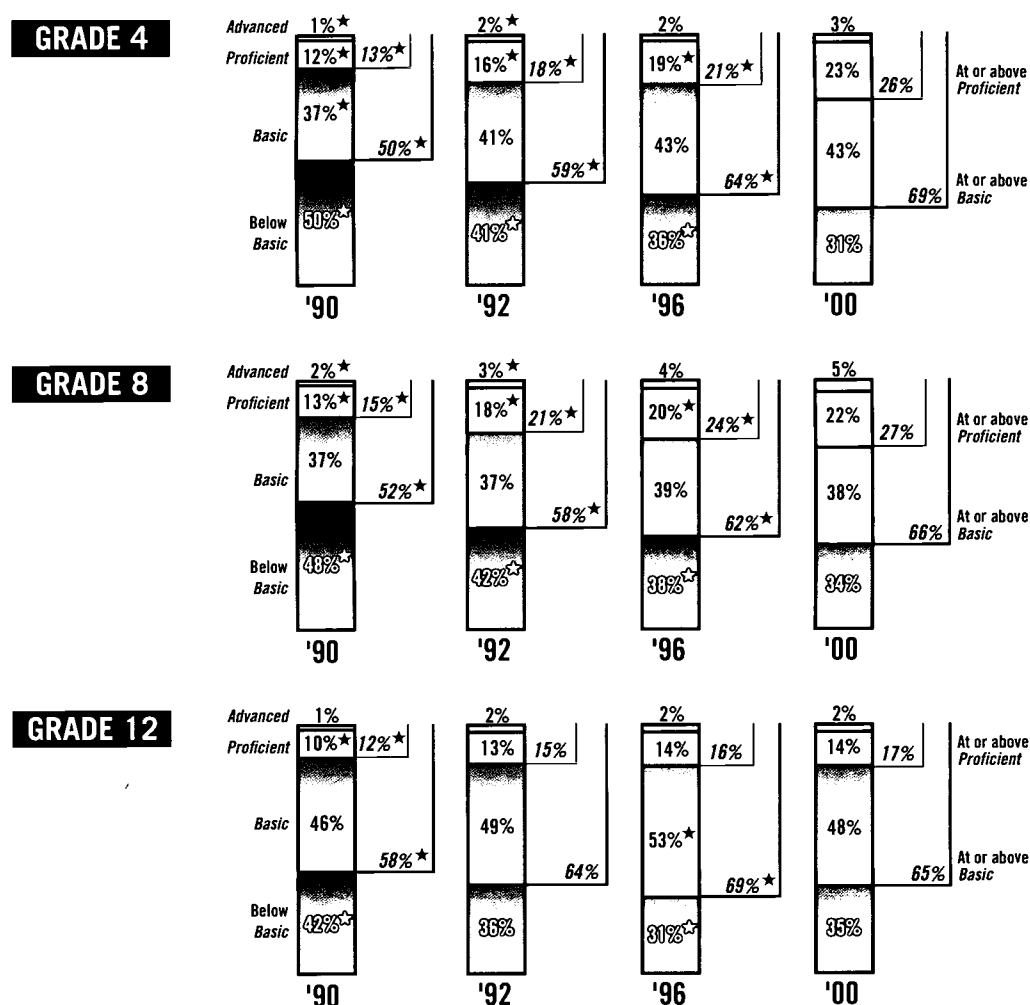 GRADE 4
Advanced 1%★ 2%★ 2% 3%
Proficient 12%★ 13%★ 16%★ 18%★ 19%★ 21%★ 23% 26% At or above
Proficient
Basic 37%★ 50%★ 41% 59%★ 43% 64%★ 43% 69% At or above
Basic
Below
Basic 50%☆ 41%☆ 36%☆ 31%
'90 '92 '96 '00
GRADE 8
Advanced 2%★ 3%★ 4% 5%
Proficient 13%★ 15%★ 18%★ 21%★ 20%★ 24%★ 22% 27% At or above
Proficient
Basic 37% 52%★ 37% 58%★ 39% 62%★ 38% 66% At or above
Basic
Below
Basic 48%☆ 42%☆ 38%☆ 34%
'90 '92 '96 '00
GRADE 12
Advanced 1% 2% 2% 2%
Proficient 10%★ 12%★ 13% 15% 14% 16% 14% 17% At or above
Proficient
Basic 46% 58%★ 49% 64% 53%★ 69%★ 48% 65% At or above
Basic
Below
Basic 42%☆ 36% 31%☆ 35%
'90 '92 '96 '00